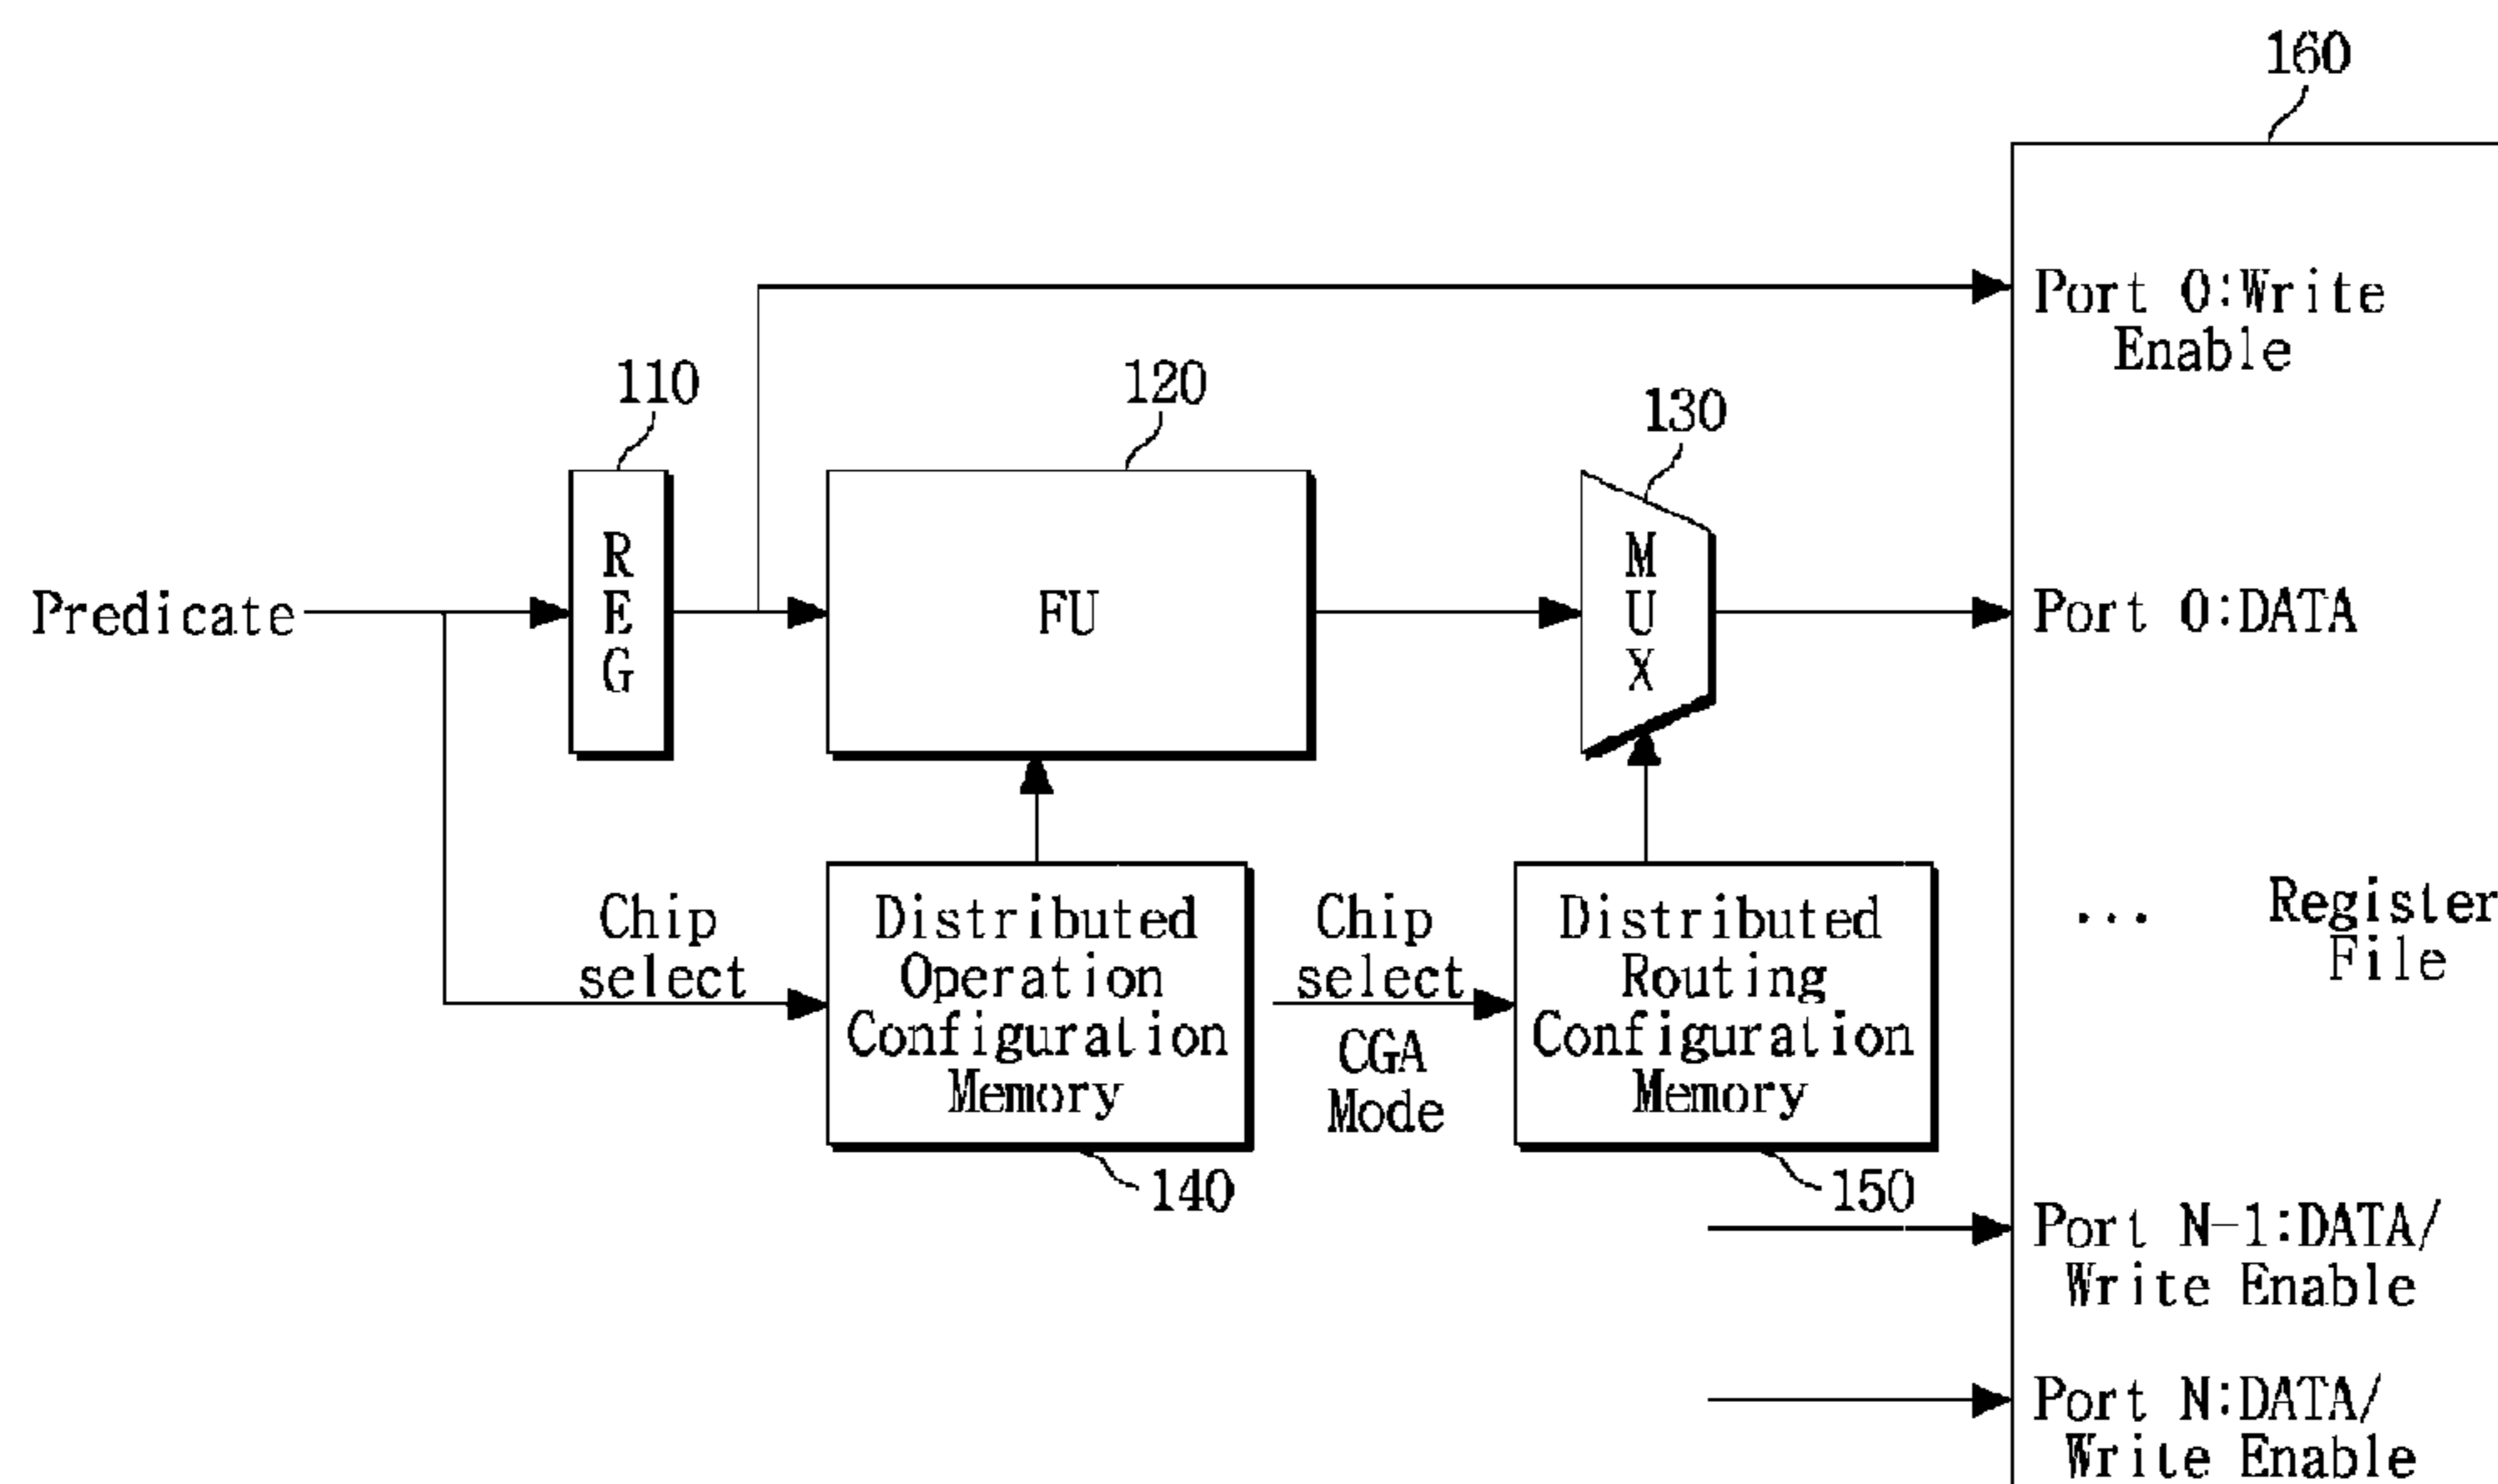 160
Port 0:Write
Enable
110
120
130
R
E
G
FU
M
U
X
Predicate
Port 0:DATA
Chip
select
Distributed
Operation
Configuration
Memory
Chip
select
CGA
Mode
Distributed
Routing
Configuration
Memory
... Register
File
140
150
Port N-1:DATA/
Write Enable
Port N:DATA/
Write Enable